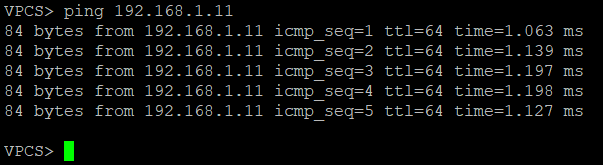 VPCS> ping 192.168.1.11
84 bytes from 192.168.1.11 icmp_seq=1 ttl=64 time=1.063 ms
84 bytes from 192.168.1.11 icmp_seq=2 ttl=64 time=1.139 ms
84 bytes from 192.168.1.11 icmp_seq=3 ttl=64 time=1.197 ms
84 bytes from 192.168.1.11 icmp_seq=4 ttl=64 time=1.198 ms
84 bytes from 192.168.1.11 icmp_seq=5 ttl=64 time=1.127 ms
VPCS>